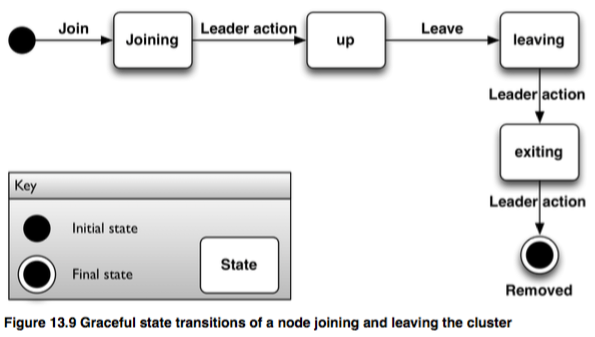 Join
Joining
Leader action
up
Leave
leaving
Leader action
exiting
Leader action
Removed
Key
Initial state
Final state
State
Figure 13.9 Graceful state transitions of a node joining and leaving the cluster